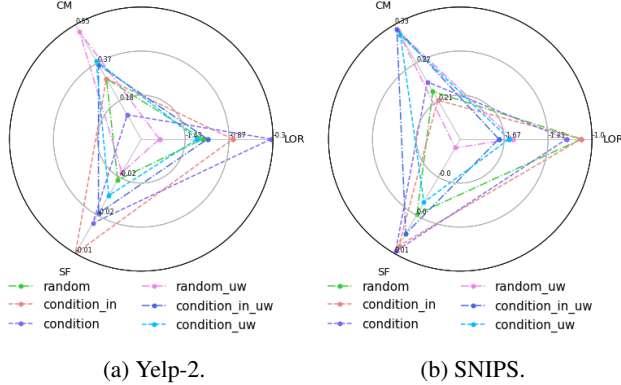 CM
0.55
0.37
0.18
-1.43
-0.87
-0.3
LOR
-0.02
-0.02
-0.01
SF
random
condition_in
condition
random_uw
condition_in_uw
condition_uw
(a) Yelp-2.
CM
0.33
0.27
0.21
-1.67
-1.33
-1.0
LOR
-0.0
-0.0
0.01
SF
random
condition_in
condition
random_uw
condition_in_uw
condition_uw
(b) SNIPS.